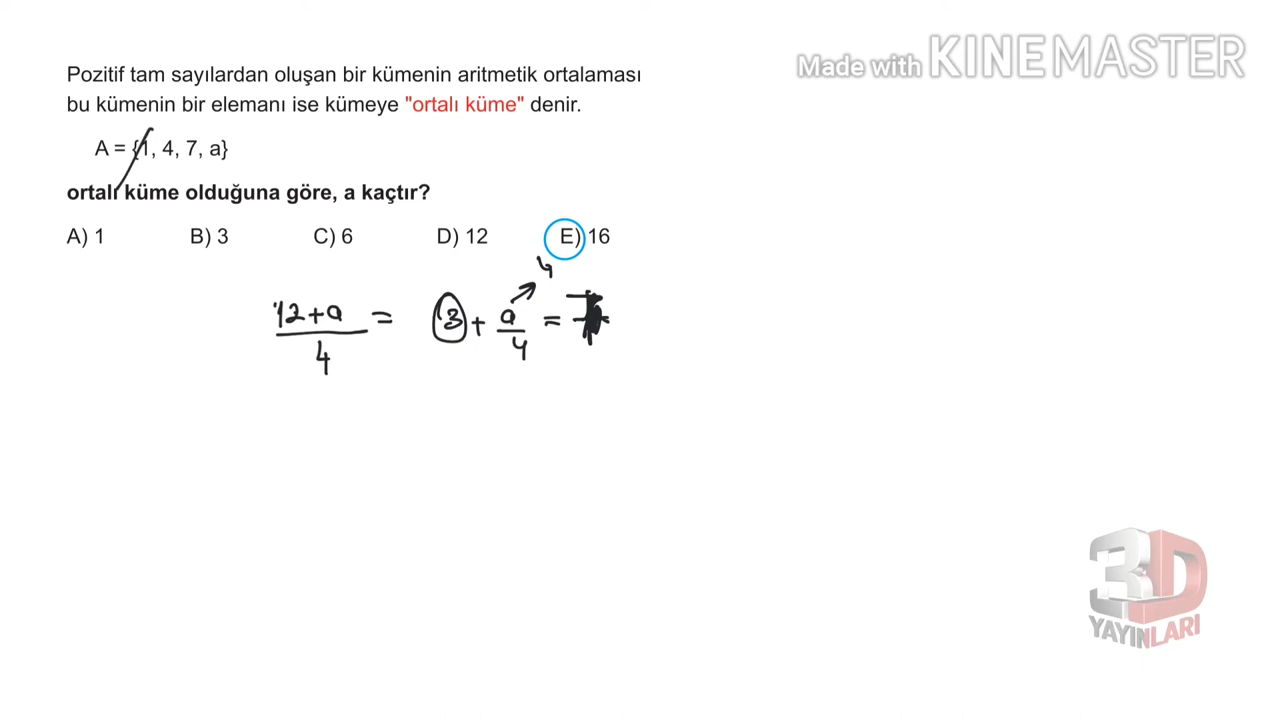 Made with KINEMASTER
Pozitif tam sayılardan oluşan bir kümenin aritmetik ortalaması
bu kümenin bir elemanı ise kümeye "ortalı küme" denir.
A = {1, 4, 7, a}
ortalı küme olduğuna göre, a kaçtır?
A) 1 B) 3 C) 6 D) 12 E) 16
4
12+a/4 = 3 + a/4 =
3D
YAYINLARI